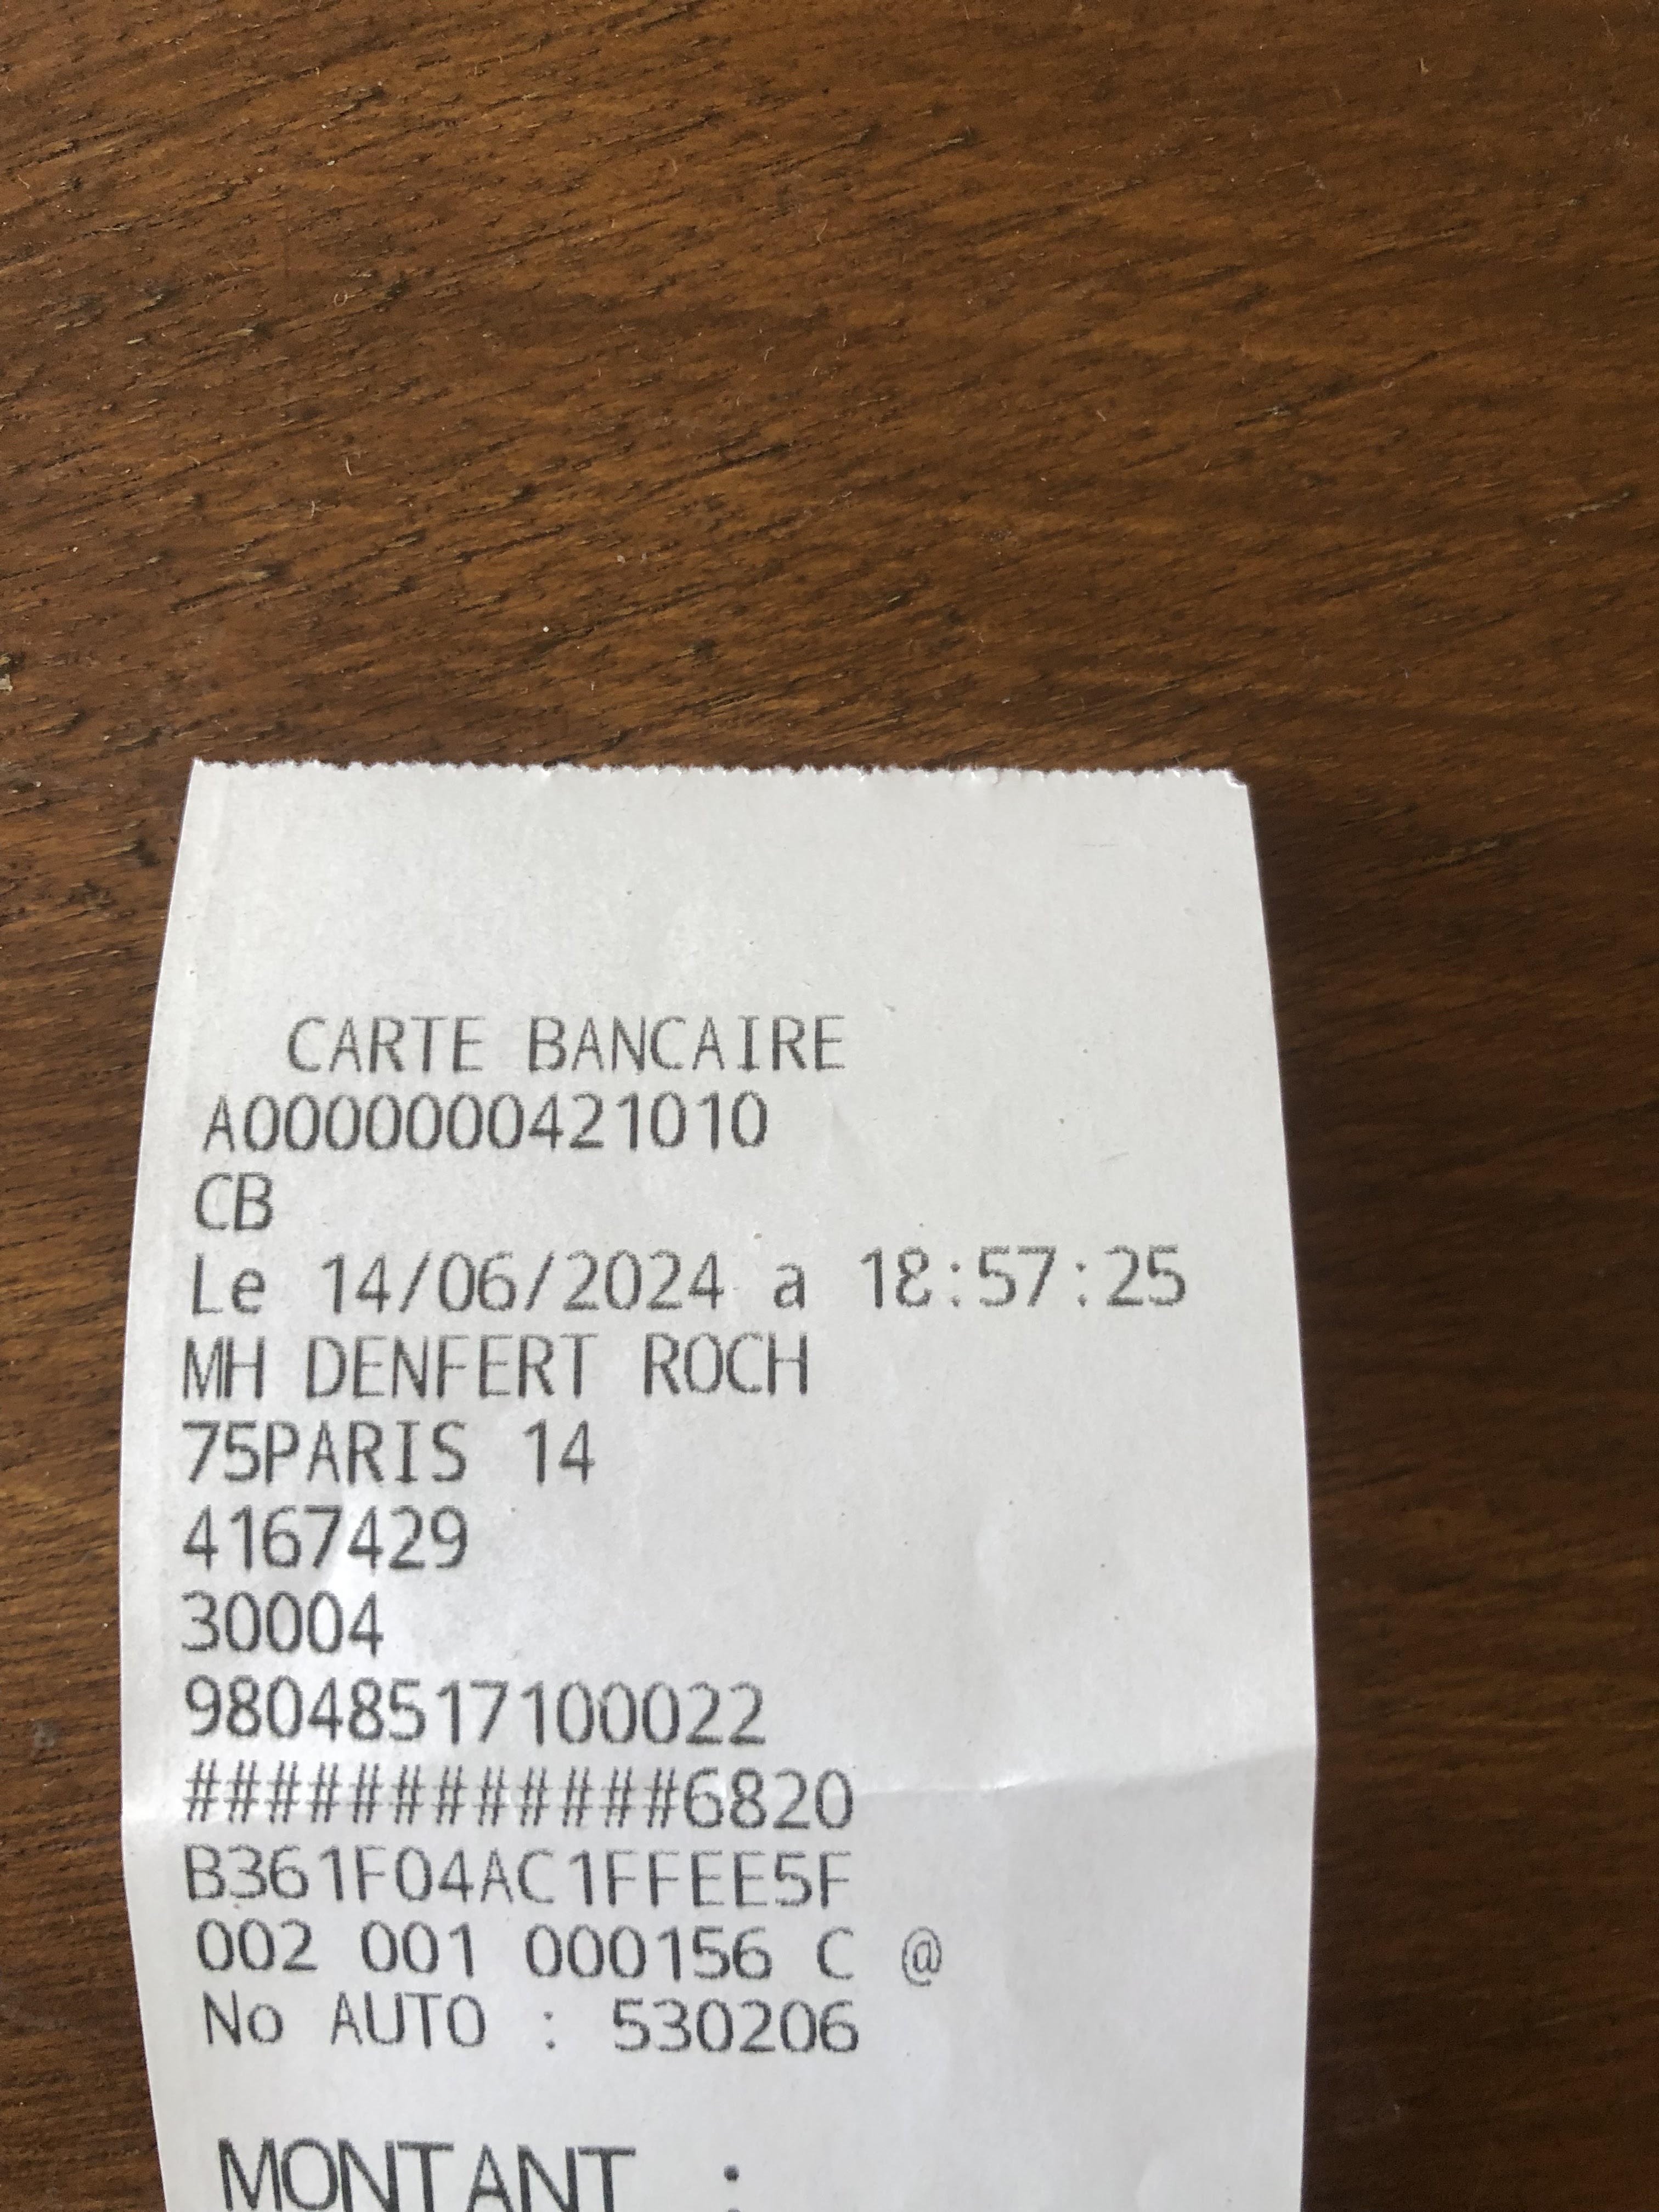 CARTE BANCAIRE
A0000000421010
CB
Le 14/06/2024 a 18:57:25
MH DENFERT ROCH
75PARIS 14
4167429
30004
98048517100022
############6820
B361F04AC1FFEE5F
002 001 000156 C @
No AUTO : 530206
MONTANT :